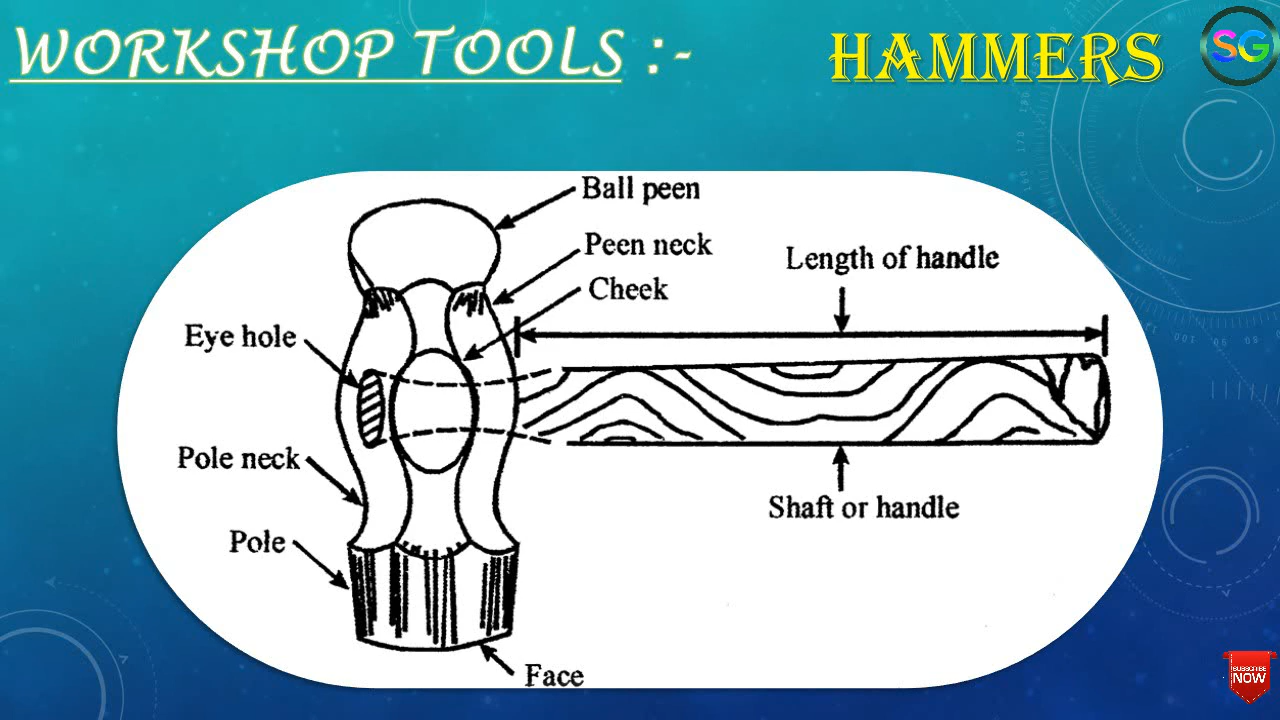 WORKSHOP TOOLS :-
HAMMERS
SG
Ball peen
Peen neck
Cheek
Length of handle
Eye hole
Pole neck
Shaft or handle
Pole
Face
SUBSCRIBE
NOW